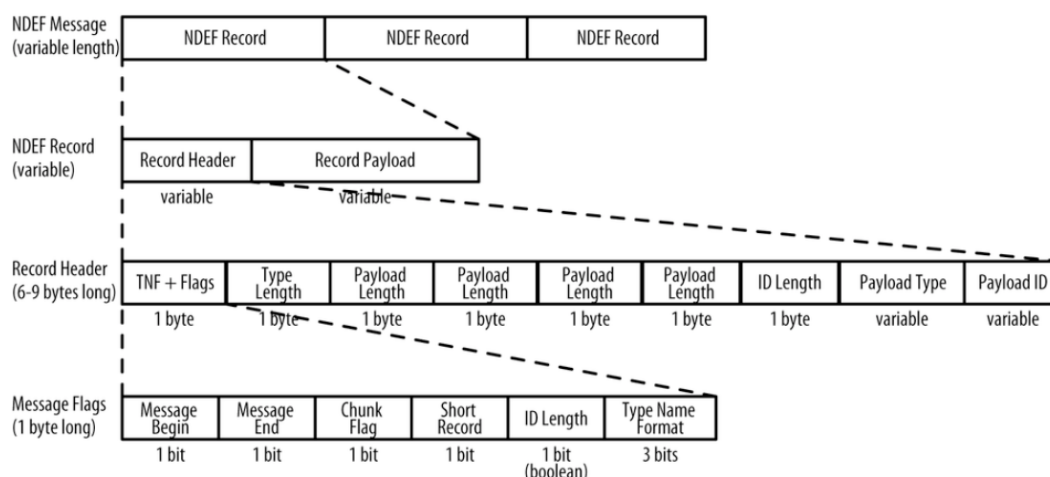 NDEF Message
(variable length)
NDEF Record
NDEF Record
NDEF Record
NDEF Record
(variable)
Record Header
Record Payload
variable
variable
Record Header
(6-9 bytes long)
TNF + Flags
Type
Length
Payload
Length
Payload
Length
Payload
Length
Payload
Length
ID Length
Payload Type
Payload ID
1 byte
1 byte
1 byte
1 byte
1 byte
1 byte
1 byte
variable
variable
Message Flags
(1 byte long)
Message
Begin
Message
End
Chunk
Flag
Short
Record
ID Length
Type Name
Format
1 bit
1 bit
1 bit
1 bit
1 bit
(boolean)
3 bits